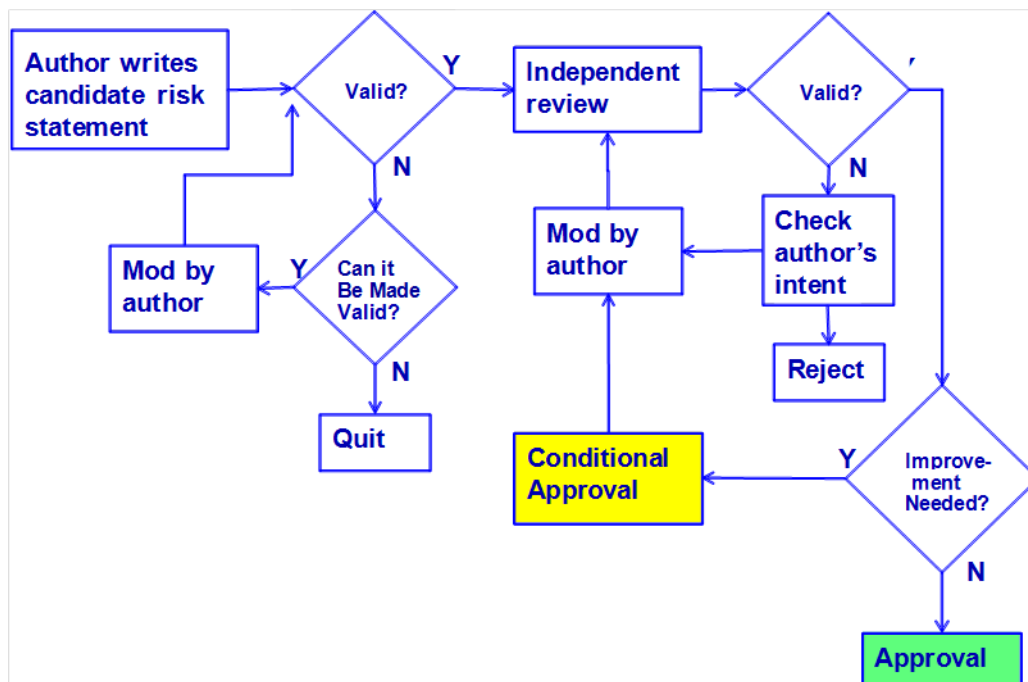 Author writes
candidate risk
statement
Valid?
Y
N
Independent
review
Valid?
N
Mod by
author
Y
Can it
Be Made
Valid?
N
Quit
Mod by
author
Check
author's
intent
Reject
Conditional
Approval
Y
Improve-
ment
Needed?
N
Approval